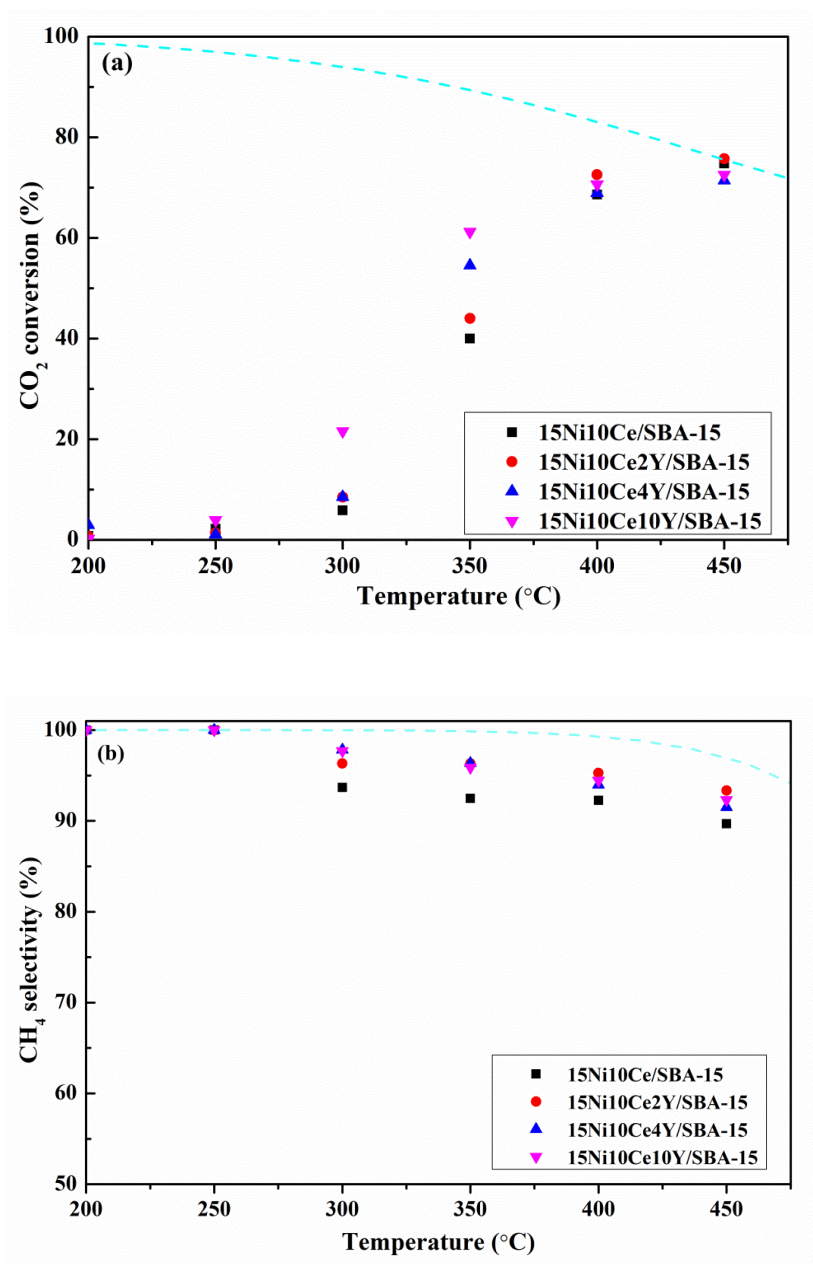 100
(a)
80
60
40
20
0
CO₂ conversion (%)
15Ni10Ce/SBA-15
15Ni10Ce2Y/SBA-15
15Ni10Ce4Y/SBA-15
15Ni10Ce10Y/SBA-15
200 250 300 350 400 450
Temperature (°C)
100
(b)
90
80
70
60
50
CH₄ selectivity (%)
15Ni10Ce/SBA-15
15Ni10Ce2Y/SBA-15
15Ni10Ce4Y/SBA-15
15Ni10Ce10Y/SBA-15
200 250 300 350 400 450
Temperature (°C)